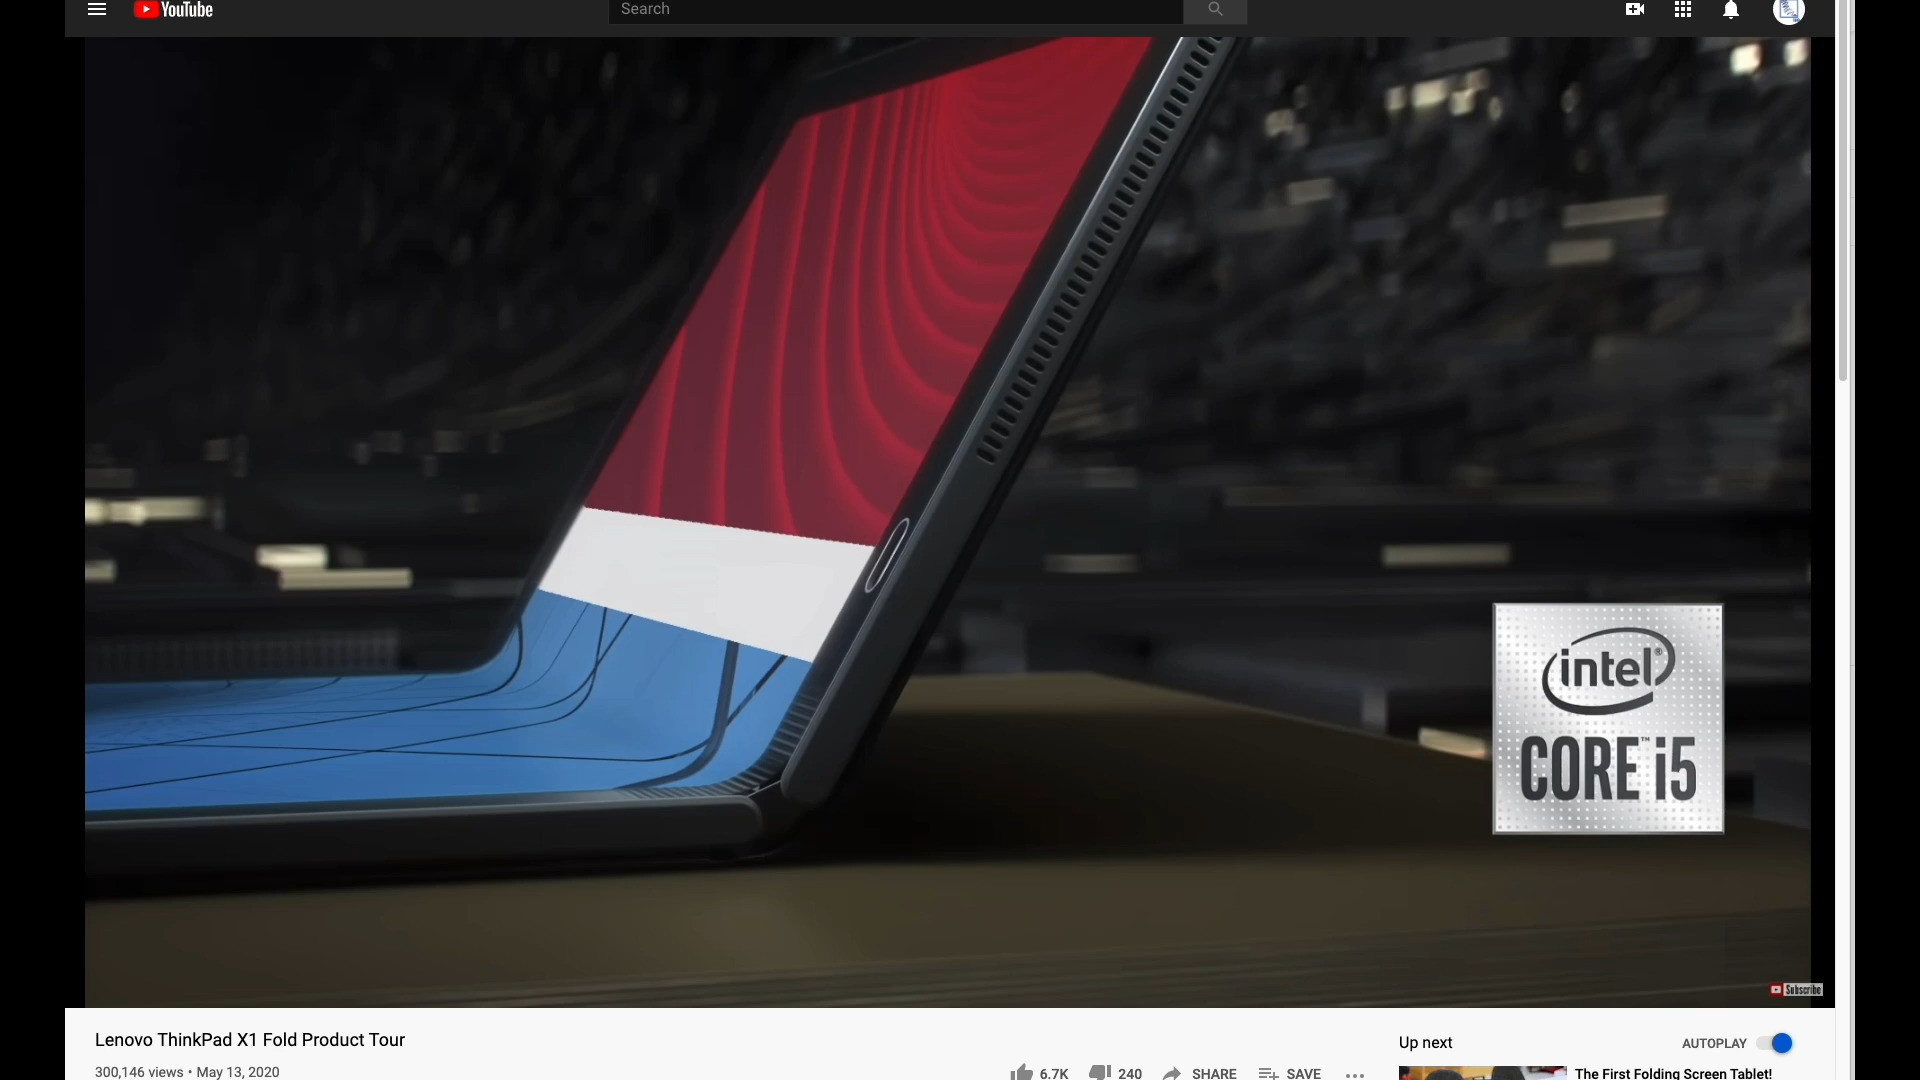 YouTube
Search
intel®
CORE™ i5
Subscribe
Lenovo ThinkPad X1 Fold Product Tour
Up next
AUTOPLAY
300,146 views • May 13, 2020
6.7K
240
SHARE
SAVE
The First Folding Screen Tablet!